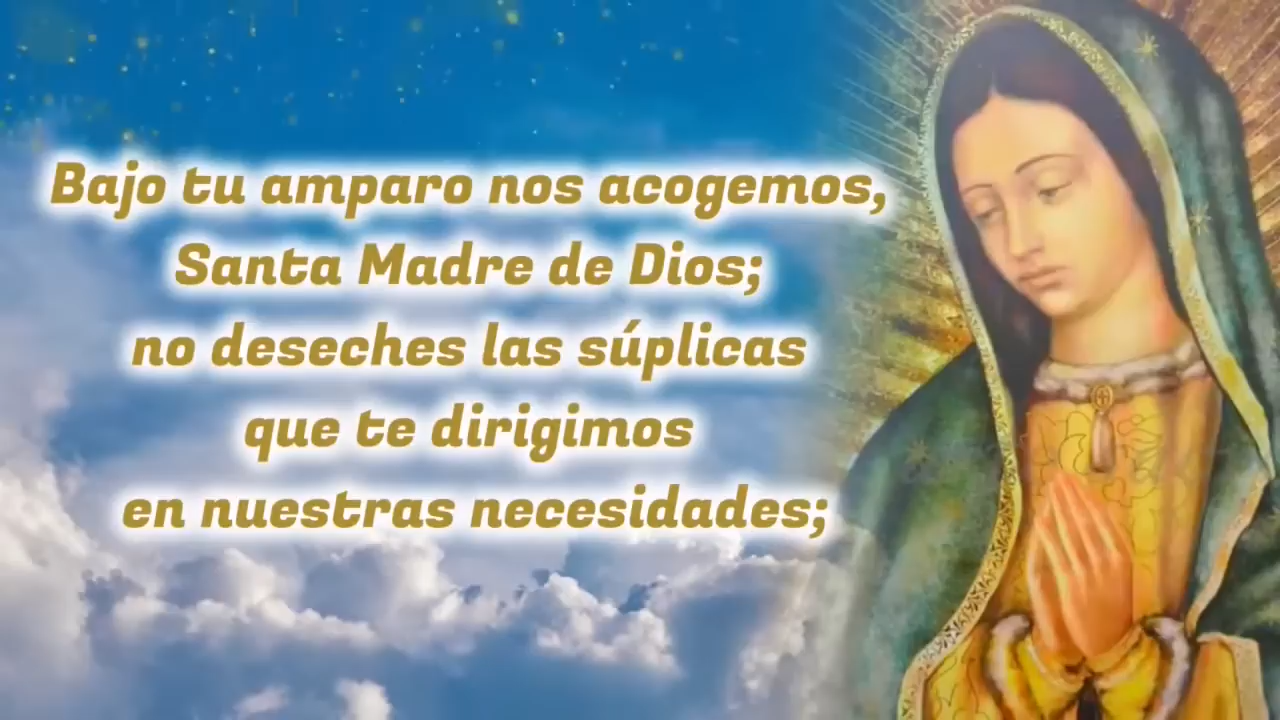 Bajo tu amparo nos acogemos,
Santa Madre de Dios;
no deseches las súplicas
que te dirigimos
en nuestras necesidades;